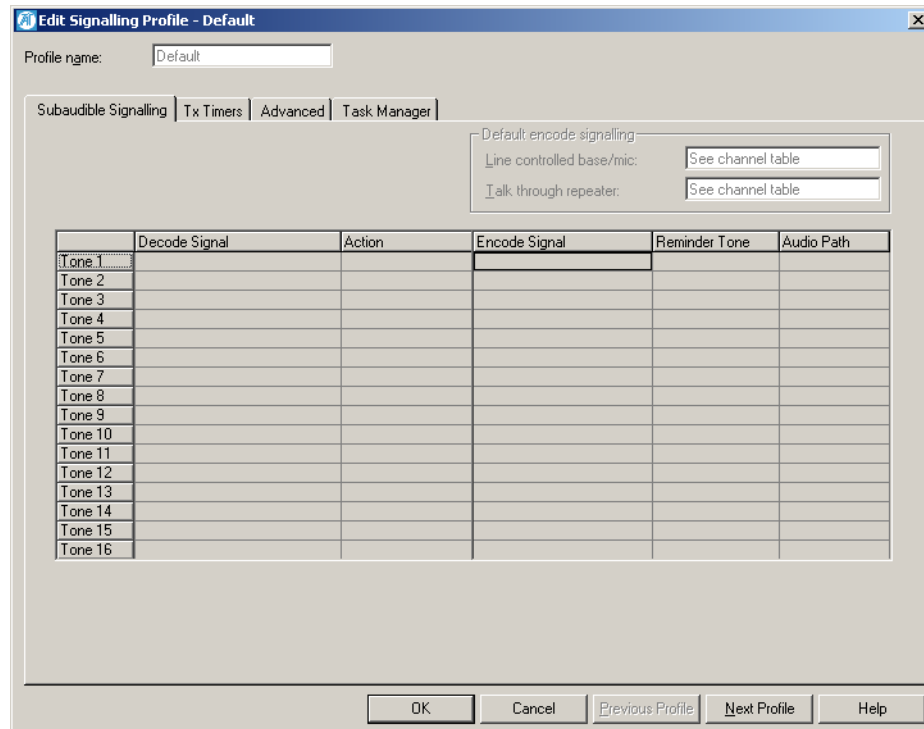 Edit Signalling Profile - Default
Profile name: Default
Subaudible Signalling Tx Timers Advanced Task Manager
Default encode signalling
Line controlled base/mic: See channel table
Talk through repeater: See channel table
Decode Signal Action Encode Signal Reminder Tone Audio Path
Tone 1
Tone 2
Tone 3
Tone 4
Tone 5
Tone 6
Tone 7
Tone 8
Tone 9
Tone 10
Tone 11
Tone 12
Tone 13
Tone 14
Tone 15
Tone 16
OK Cancel Previous Profile Next Profile Help